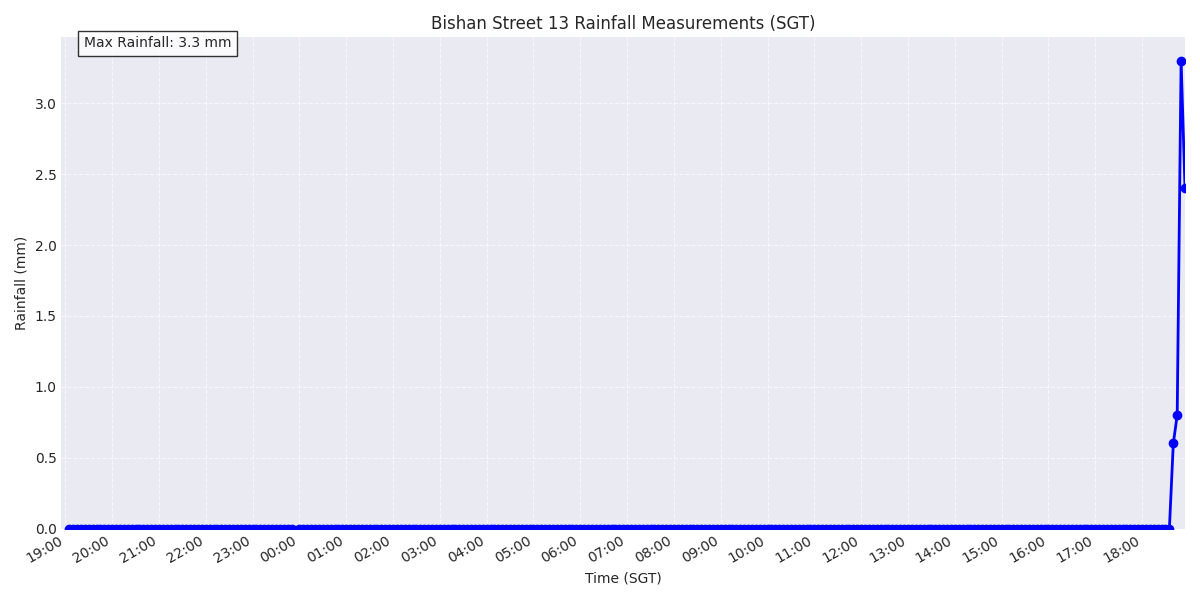 Bishan Street 13 Rainfall Measurements (SGT)
Max Rainfall: 3.3 mm
Rainfall (mm)
3.0
2.5
2.0
1.5
1.0
0.5
0.0
19:00 20:00 21:00 22:00 23:00 00:00 01:00 02:00 03:00 04:00 05:00 06:00 07:00 08:00 09:00 10:00 11:00 12:00 13:00 14:00 15:00 16:00 17:00 18:00
Time (SGT)